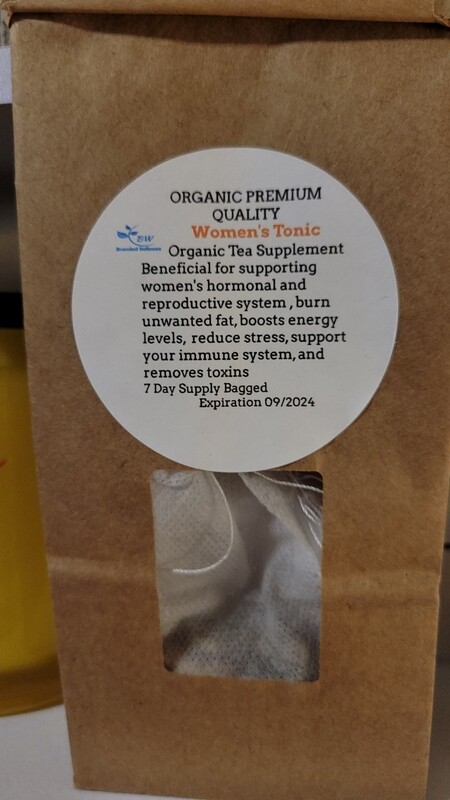 ORGANIC PREMIUM
QUALITY
Women's Tonic
BW
Organic Tea Supplement
Beneficial for supporting
women's hormonal and
reproductive system , burn
unwanted fat, boosts energy
levels, reduce stress, support
your immune system, and
removes toxins
7 Day Supply Bagged
Expiration 09/2024